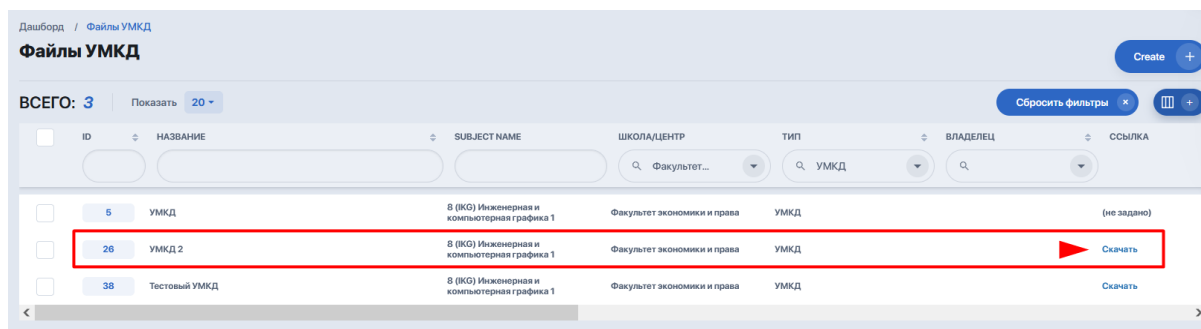 Дашборд / Файлы УМКД
Файлы УМКД
Create +
ВСЕГО: 3 Показать 20
Сбросить фильтры × +
ID НАЗВАНИЕ SUBJECT NAME ШКОЛА/ЦЕНТР ТИП ВЛАДЕЛЕЦ ССЫЛКА
Факультет... УМКД
5 УМКД 8 (IKG) Инженерная и компьютерная графика 1 Факультет экономики и права УМКД (не задано)
26 УМКД 2 8 (IKG) Инженерная и компьютерная графика 1 Факультет экономики и права УМКД Скачать
38 Тестовый УМКД 8 (IKG) Инженерная и компьютерная графика 1 Факультет экономики и права УМКД Скачать